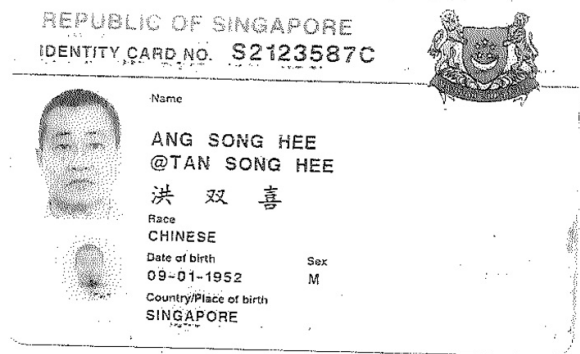 REPUBLIC OF SINGAPORE
IDENTITY CARD NO. S2123587C
Name
ANG SONG HEE
@TAN SONG HEE
洪 双 喜
Race
CHINESE
Date of birth Sex
09-01-1952 M
Country/Place of birth
SINGAPORE